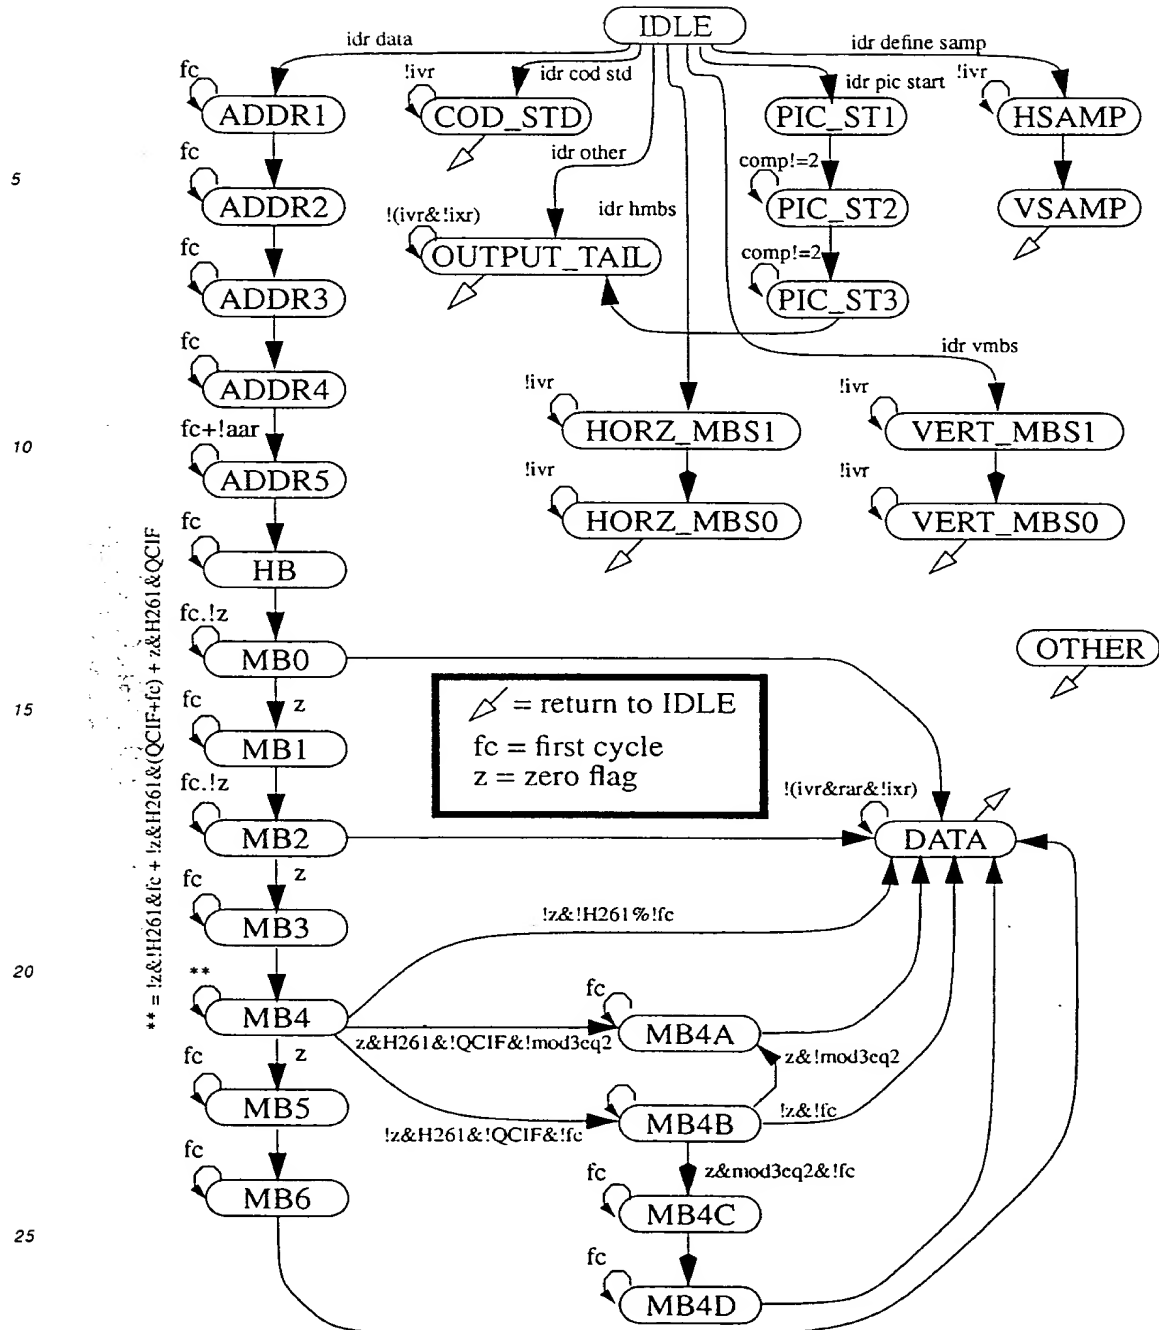 IDLE
idr data
idr cod std
idr other
idr hmbs
idr pic start
idr define samp
idr vmbs
fc
ADDR1
fc
ADDR2
fc
ADDR3
fc
ADDR4
fc+!aar
ADDR5
fc
HB
fc.!z
MB0
z
fc
MB1
fc.!z
MB2
z
fc
MB3
**
MB4
z
fc
MB5
fc
MB6
!ivr
COD_STD
!(ivr&!ixr)
OUTPUT_TAIL
PIC_ST1
comp!=2
PIC_ST2
comp!=2
PIC_ST3
!ivr
HSAMP
VSAMP
!ivr
HORZ_MBS1
!ivr
HORZ_MBS0
!ivr
VERT_MBS1
!ivr
VERT_MBS0
OTHER
= return to IDLE
fc = first cycle
z = zero flag
!(ivr&rar&!ixr)
DATA
!z&!H261%!fc
z&H261&!QCIF&!mod3eq2
!z&H261&!QCIF&!fc
fc
MB4A
z&!mod3eq2
MB4B
!z&!fc
z&mod3eq2&!fc
fc
MB4C
fc
MB4D
** = !z&!H261&fc + !z&H261&(QCIF+fc) + z&H261&QCIF
5
10
15
20
25